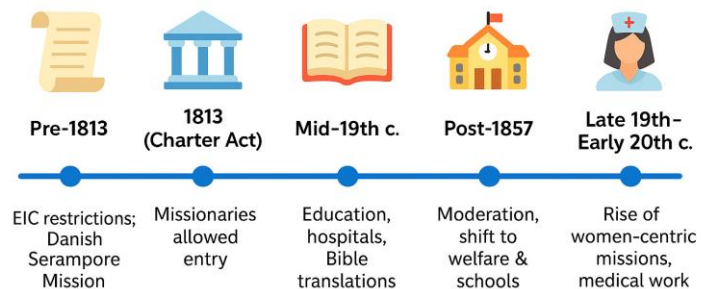 Pre-1813
1813
(Charter Act)
Mid-19th c.
Post-1857
Late 19th-
Early 20th c.
EIC restrictions;
Danish
Serampore
Mission
Missionaries
allowed
entry
Education,
hospitals,
Bible
translations
Moderation,
shift to
welfare &
schools
Rise of
women-centric
missions,
medical work